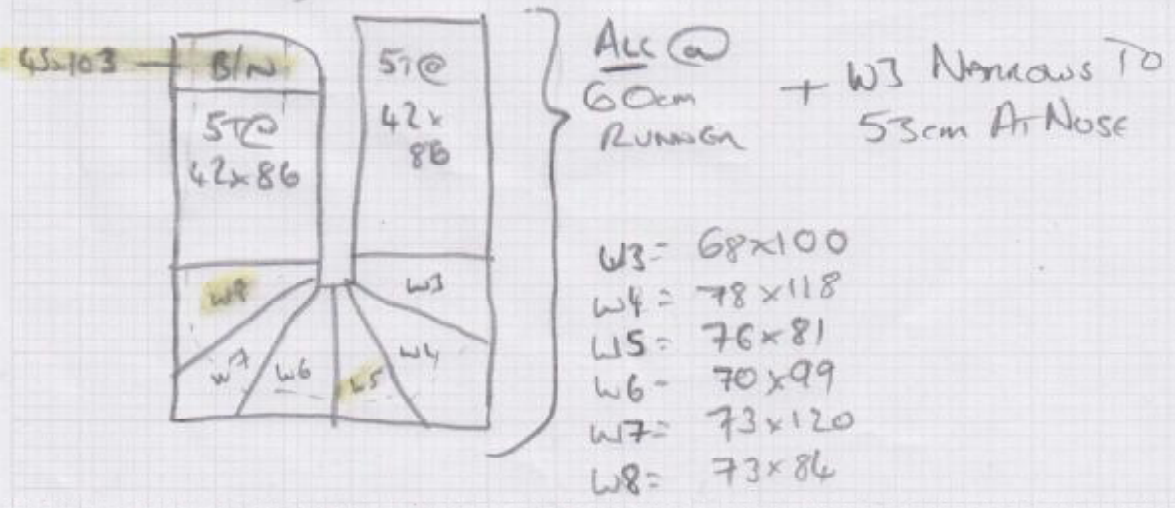 45x103 — B/N
5T@
42x86
5T@
42x
86
W8
W7
W6
W5
W4
W3
ALL @
60cm
RUNNER
+ W3 NARROWS TO
53cm AT NOSE
W3= 68x100
W4= 78x118
W5= 76x81
W6= 70x99
W7= 73x120
W8= 73x84